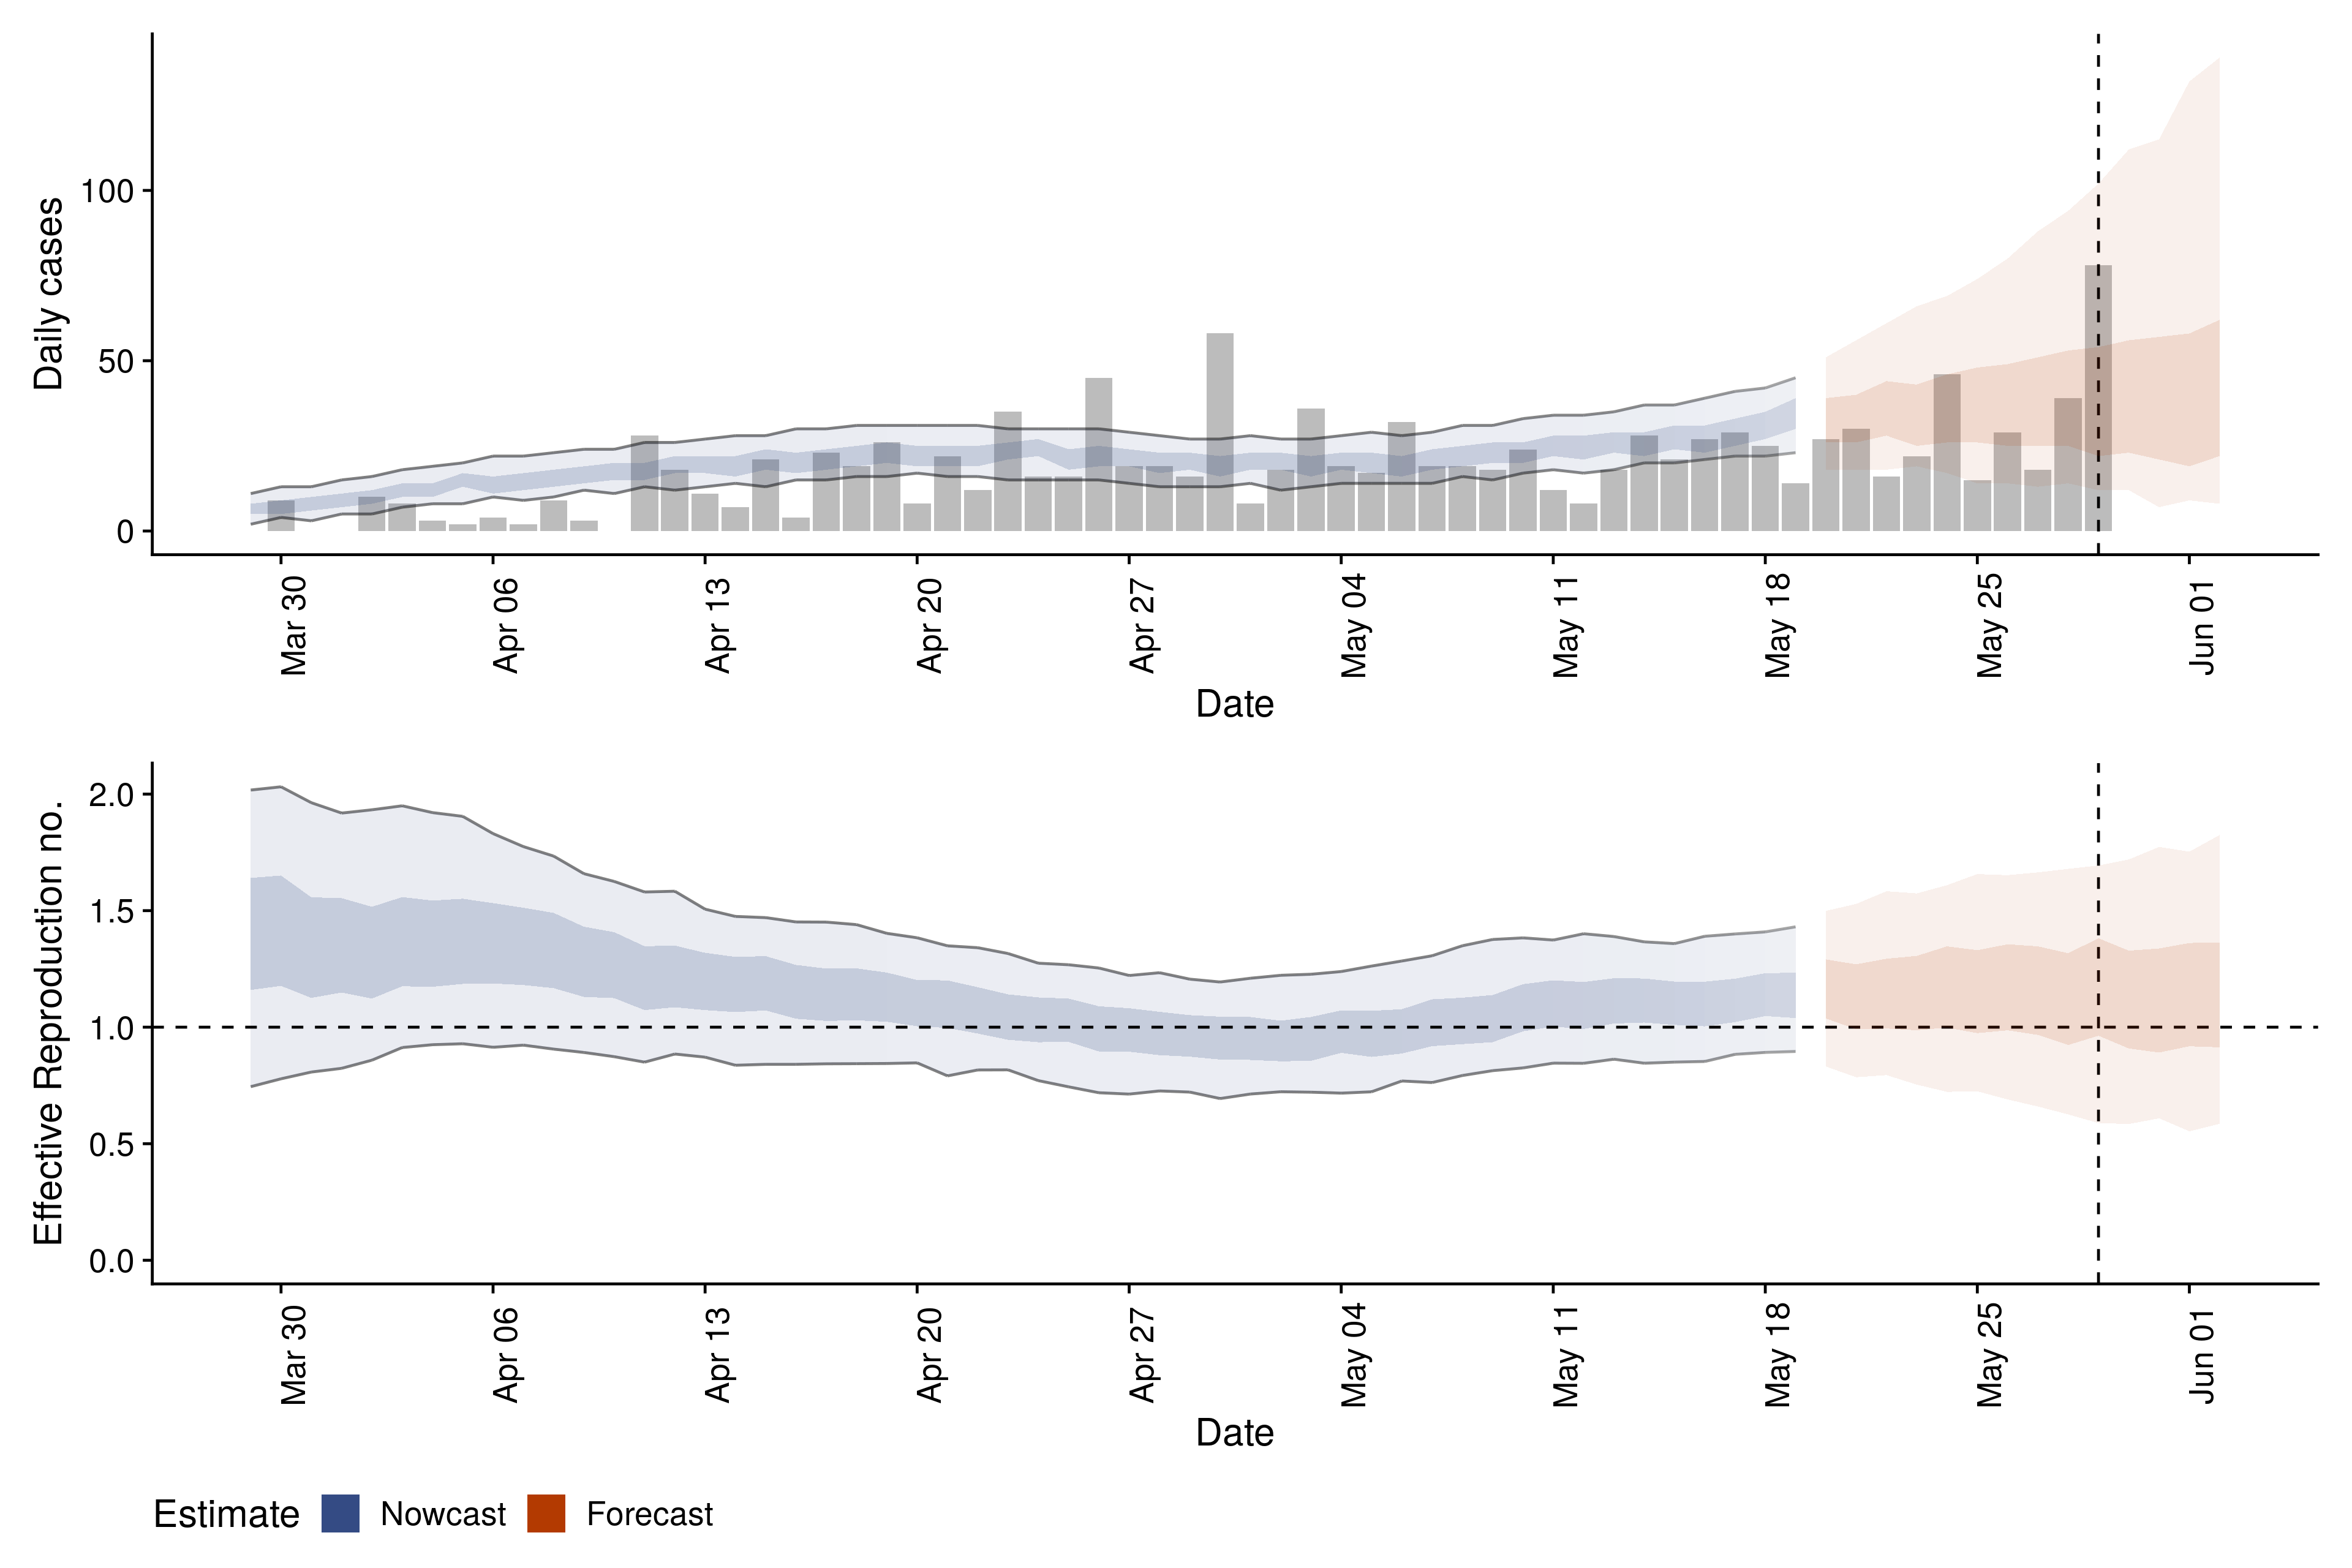 Daily cases
100
50
0
Mar 30
Apr 06
Apr 13
Apr 20
Apr 27
May 04
May 11
May 18
May 25
Jun 01
Date
Effective Reproduction no.
2.0
1.5
1.0
0.5
0.0
Mar 30
Apr 06
Apr 13
Apr 20
Apr 27
May 04
May 11
May 18
May 25
Jun 01
Date
Estimate Nowcast Forecast